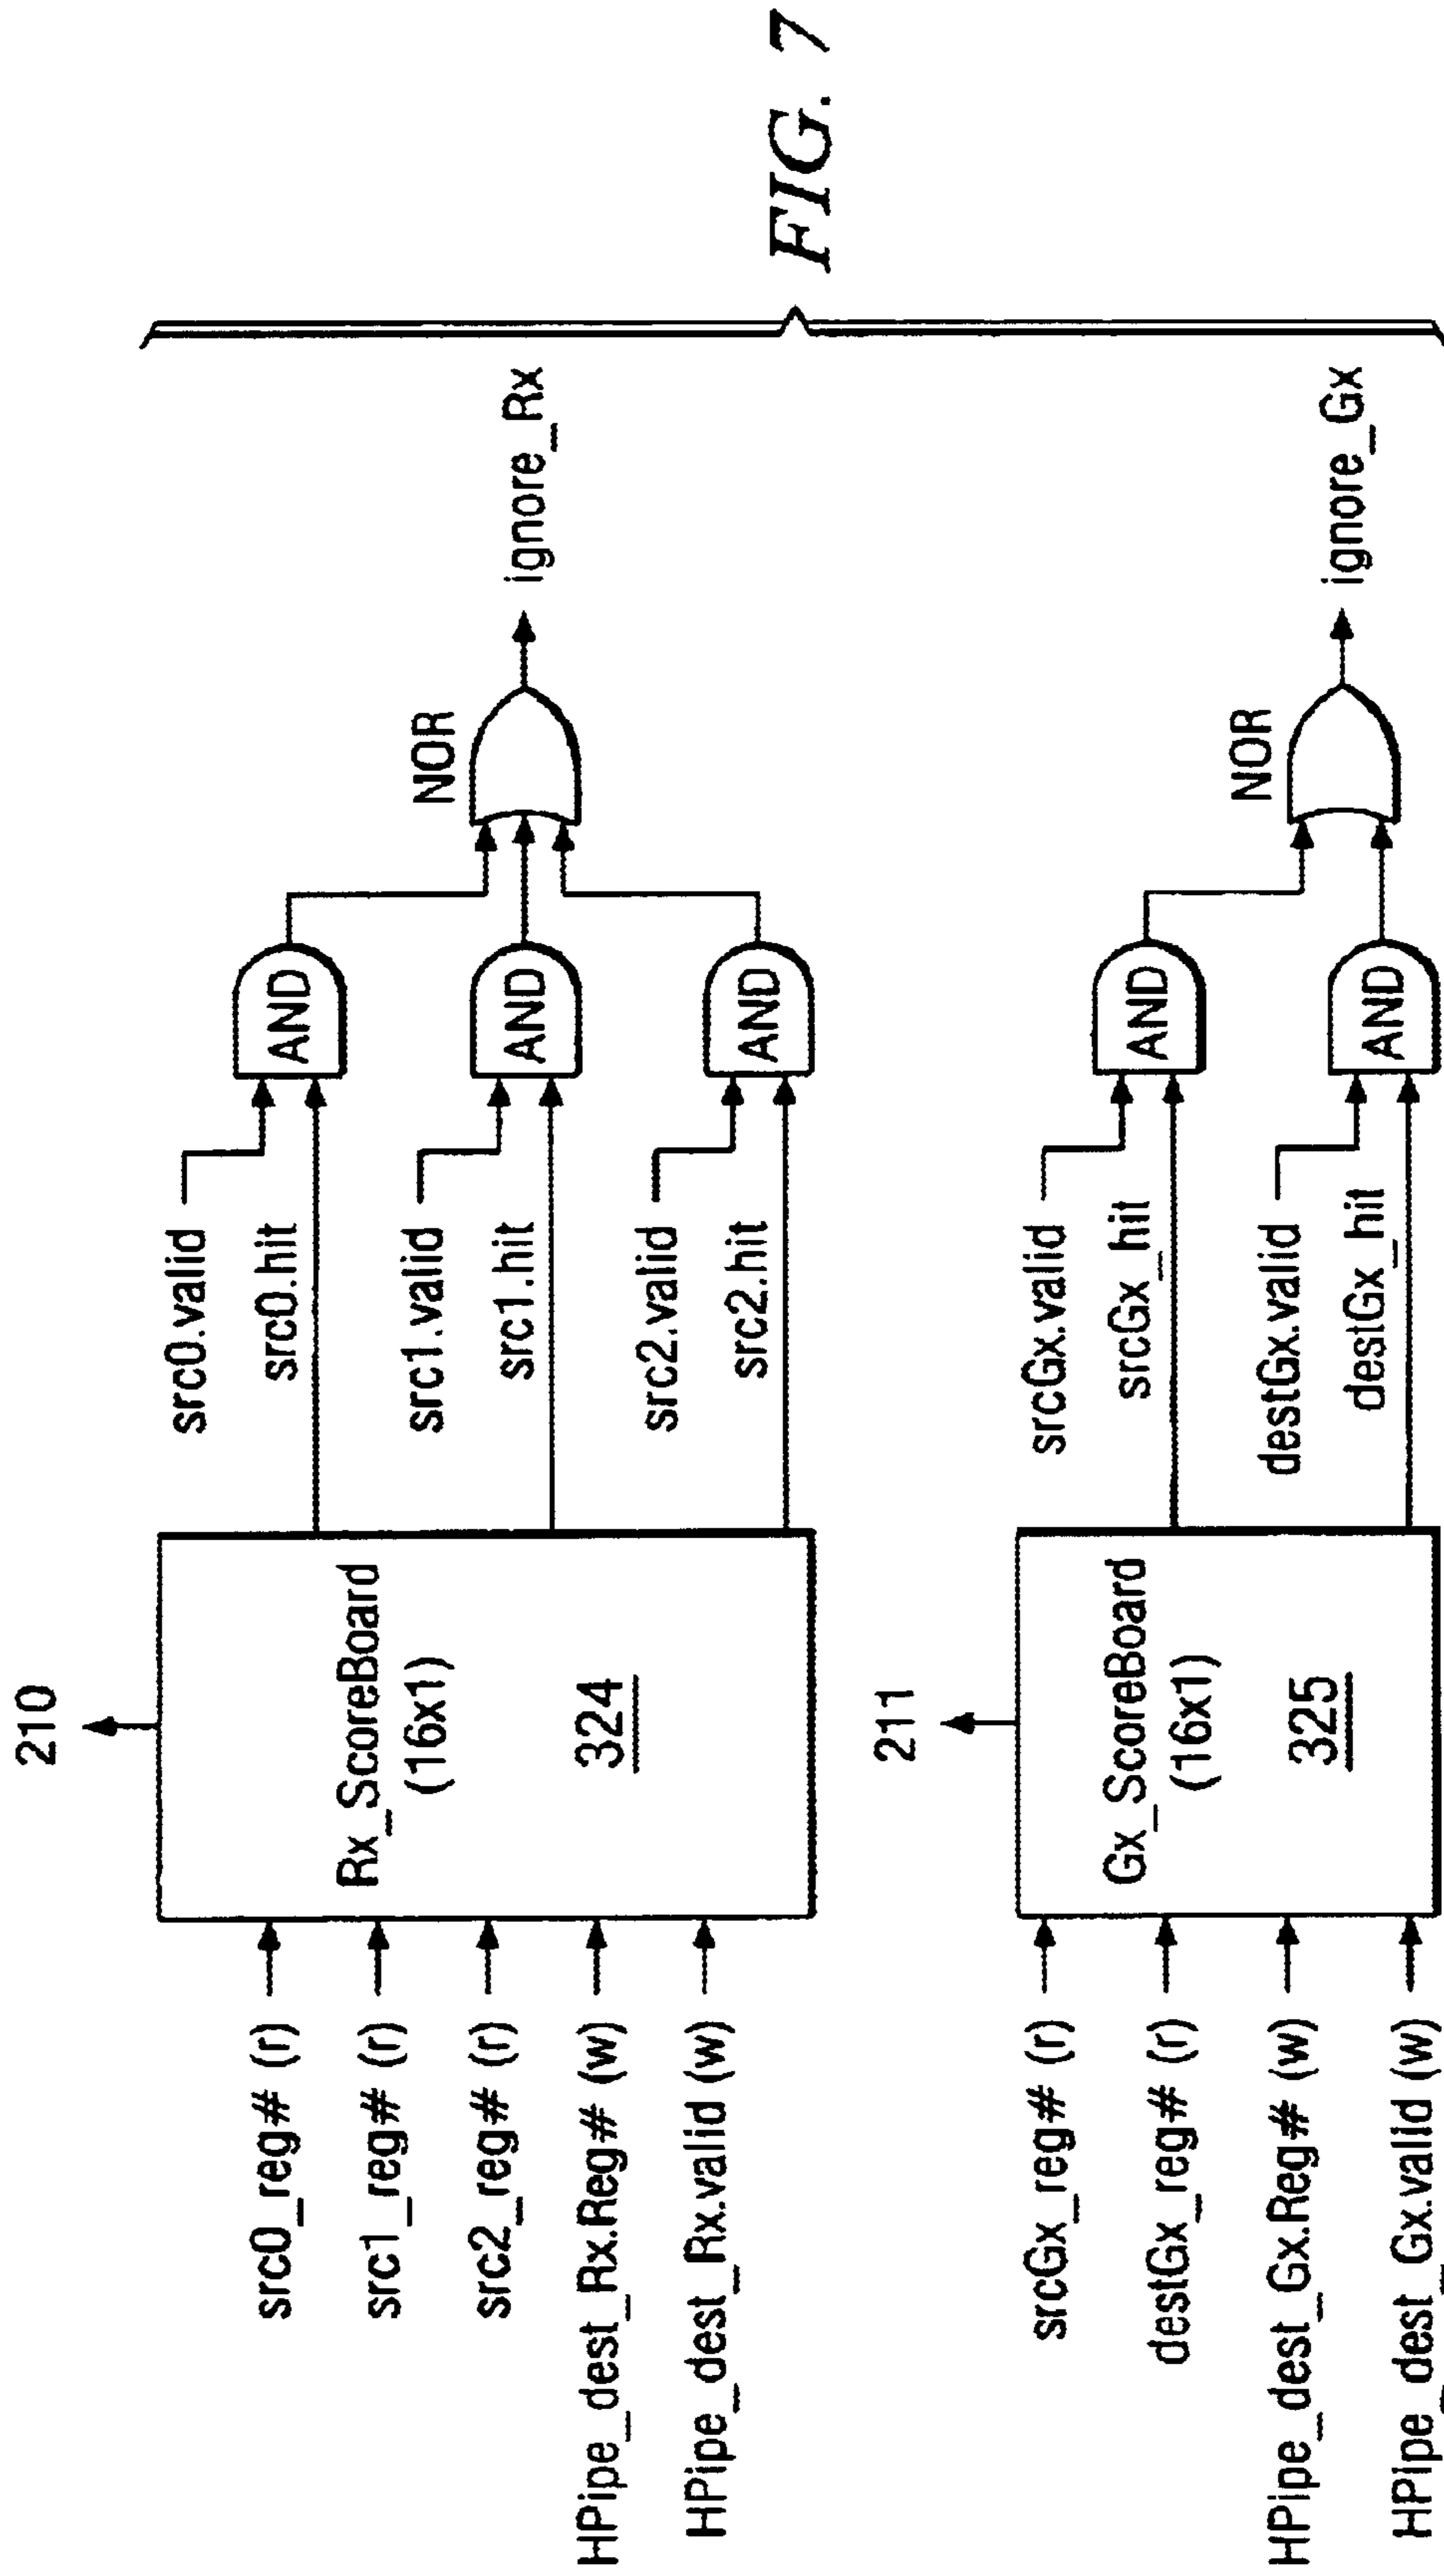 210
src0_reg# (r)
src1_reg# (r)
src2_reg# (r)
HPipe_dest_Rx.Reg# (w)
HPipe_dest_Rx.valid (w)
Rx_ScoreBoard
(16x1)
324
src0.valid
src0.hit
src1.valid
src1.hit
src2.valid
src2.hit
AND
AND
AND
NOR
ignore_Rx
211
srcGx_reg# (r)
destGx_reg# (r)
HPipe_dest_Gx.Reg# (w)
HPipe_dest_Gx.valid (w)
Gx_ScoreBoard
(16x1)
325
srcGx.valid
srcGx_hit
destGx.valid
destGx_hit
AND
AND
NOR
ignore_Gx
FIG. 7